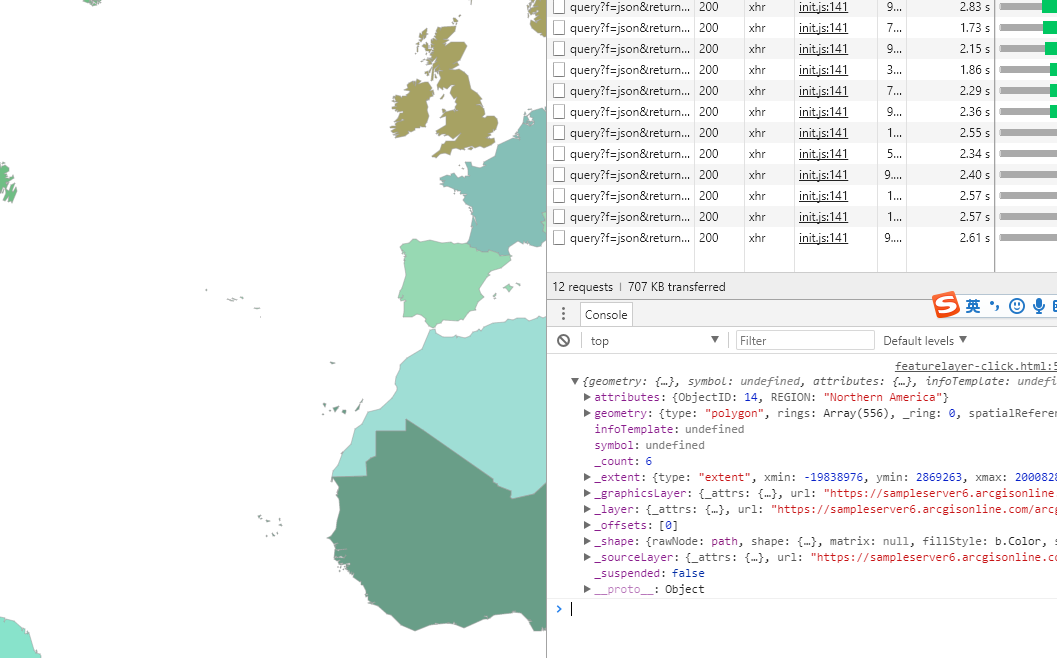 query?f=json&return... 200 xhr init.js:141 9... 2.83 s
query?f=json&return... 200 xhr init.js:141 7... 1.73 s
query?f=json&return... 200 xhr init.js:141 9... 2.15 s
query?f=json&return... 200 xhr init.js:141 3... 1.86 s
query?f=json&return... 200 xhr init.js:141 7... 2.29 s
query?f=json&return... 200 xhr init.js:141 9... 2.36 s
query?f=json&return... 200 xhr init.js:141 1... 2.55 s
query?f=json&return... 200 xhr init.js:141 5... 2.34 s
query?f=json&return... 200 xhr init.js:141 9.... 2.40 s
query?f=json&return... 200 xhr init.js:141 1... 2.57 s
query?f=json&return... 200 xhr init.js:141 1... 2.57 s
query?f=json&return... 200 xhr init.js:141 9.... 2.61 s
12 requests | 707 KB transferred
S 英
Console
top Filter Default levels
featurelayer-click.html:5
{geometry: {…}, symbol: undefined, attributes: {…}, infoTemplate: undefi
attributes: {ObjectID: 14, REGION: "Northern America"}
geometry: {type: "polygon", rings: Array(556), _ring: 0, spatialRefere
infoTemplate: undefined
symbol: undefined
_count: 6
_extent: {type: "extent", xmin: -19838976, ymin: 2869263, xmax: 2000828
_graphicsLayer: {_attrs: {…}, url: "https://sampleserver6.arcgisonline
_layer: {_attrs: {…}, url: "https://sampleserver6.arcgisonline.com/arcg
_offsets: [0]
_shape: {rawNode: path, shape: {…}, matrix: null, fillStyle: b.Color, s
_sourceLayer: {_attrs: {…}, url: "https://sampleserver6.arcgisonline.co
_suspended: false
__proto__: Object